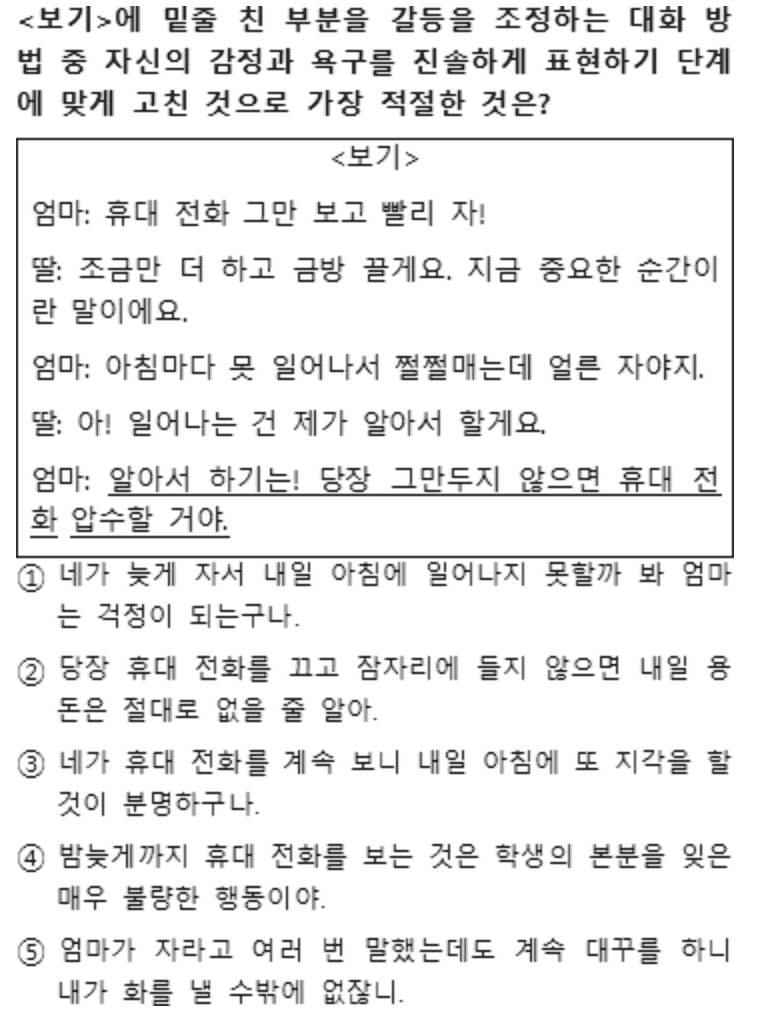 <보기>에 밑줄 친 부분을 갈등을 조정하는 대화 방
법 중 자신의 감정과 욕구를 진솔하게 표현하기 단계
에 맞게 고친 것으로 가장 적절한 것은?
<보기>
엄마: 휴대 전화 그만 보고 빨리 자!
딸: 조금만 더 하고 금방 끌게요. 지금 중요한 순간이
란 말이에요.
엄마: 아침마다 못 일어나서 쩔쩔매는데 얼른 자야지.
딸: 아! 일어나는 건 제가 알아서 할게요.
엄마: 알아서 하기는! 당장 그만두지 않으면 휴대 전
화 압수할 거야.
① 네가 늦게 자서 내일 아침에 일어나지 못할까 봐 엄마
는 걱정이 되는구나.
② 당장 휴대 전화를 끄고 잠자리에 들지 않으면 내일 용
돈은 절대로 없을 줄 알아.
③ 네가 휴대 전화를 계속 보니 내일 아침에 또 지각을 할
것이 분명하구나.
④ 밤늦게까지 휴대 전화를 보는 것은 학생의 본분을 잊은
매우 불량한 행동이야.
⑤ 엄마가 자라고 여러 번 말했는데도 계속 대꾸를 하니
내가 화를 낼 수밖에 없잖니.